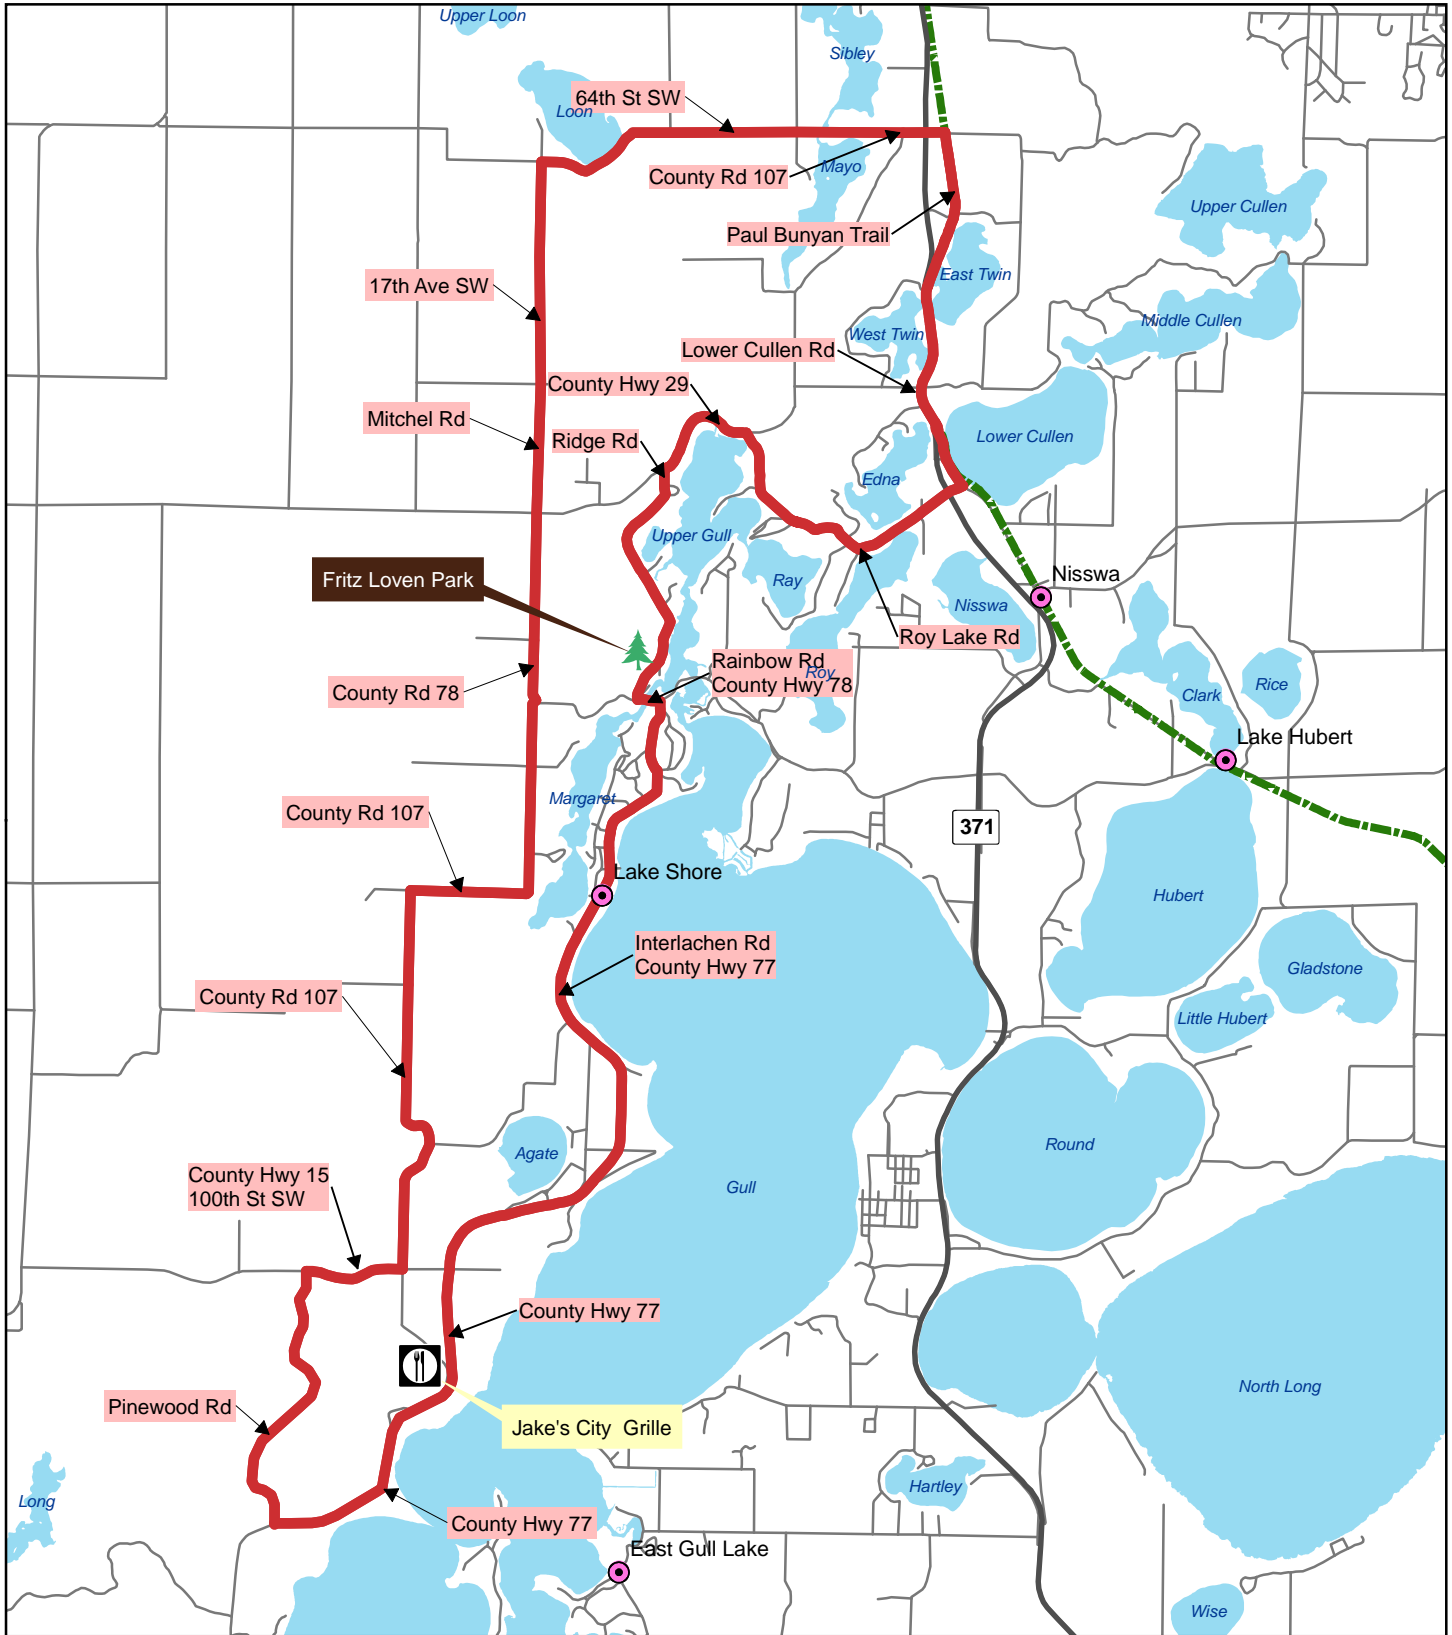 Upper Loon
Sibley
64th St SW
Loon
County Rd 107
Mayo
Upper Cullen
Paul Bunyan Trail
East Twin
17th Ave SW
Middle Cullen
West Twin
Lower Cullen Rd
County Hwy 29
Mitchel Rd
Ridge Rd
Lower Cullen
Edna
Upper Gull
Fritz Loven Park
Ray
Nisswa
Nisswa
Roy Lake Rd
Rainbow Rd
County Hwy 78
Roy
County Rd 78
Clark
Rice
Lake Hubert
Margaret
County Rd 107
371
Lake Shore
Hubert
Interlachen Rd
County Hwy 77
Gladstone
County Rd 107
Little Hubert
Round
Agate
County Hwy 15
100th St SW
Gull
County Hwy 77
North Long
Pinewood Rd
Jake's City Grille
Hartley
Long
County Hwy 77
East Gull Lake
Wise